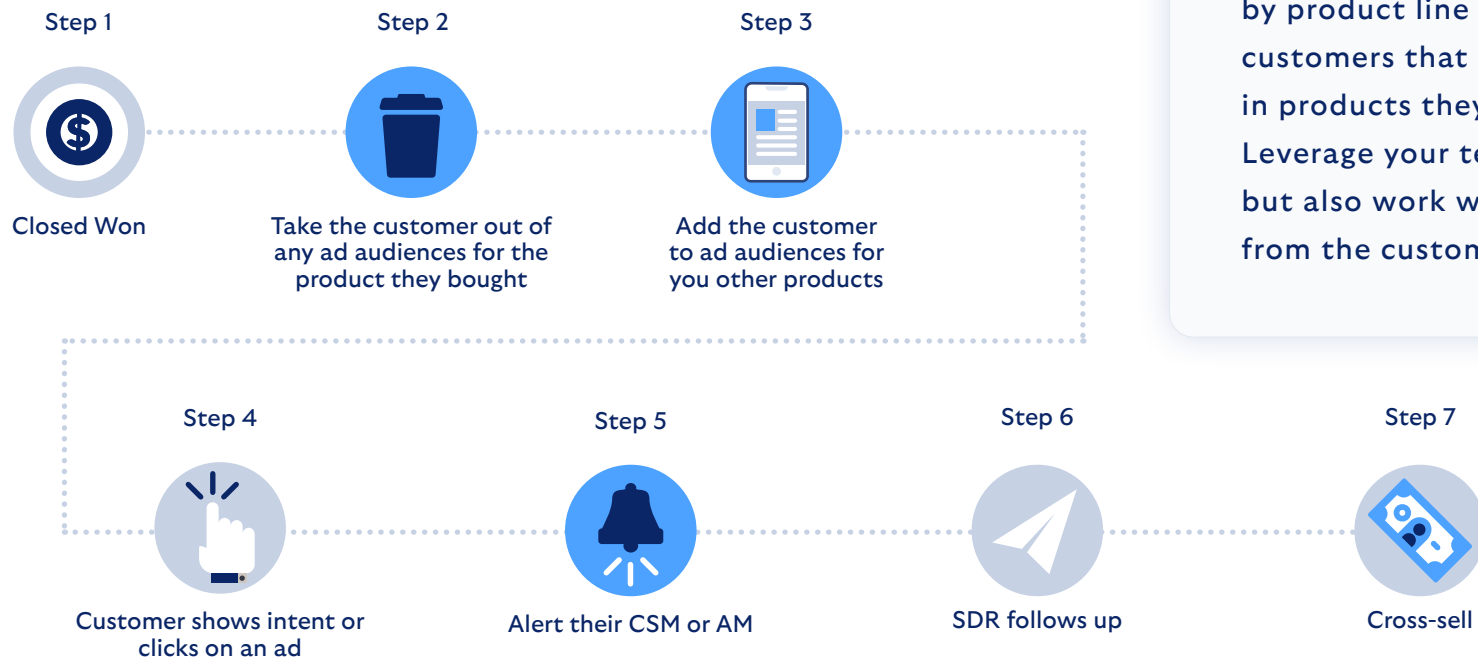 Step 1
Step 2
Step 3
Closed Won
Take the customer out of
any ad audiences for the
product they bought
Add the customer
to ad audiences for
you other products
by product line
customers that
in products they
Leverage your
but also work
from the
Step 4
Step 5
Step 6
Step 7
Customer shows intent or
clicks on an ad
Alert their CSM or AM
SDR follows up
Cross-sell